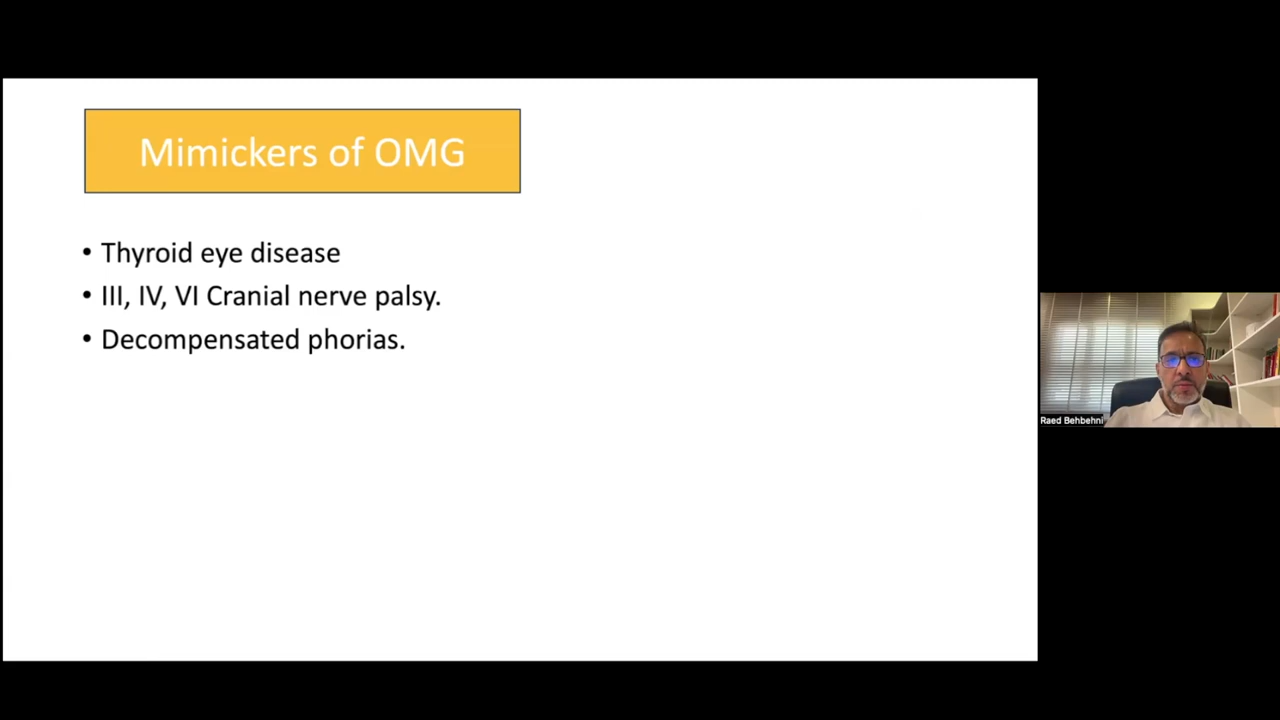 Mimickers of OMG
• Thyroid eye disease
• III, IV, VI Cranial nerve palsy.
• Decompensated phorias.
Raed Behbehni